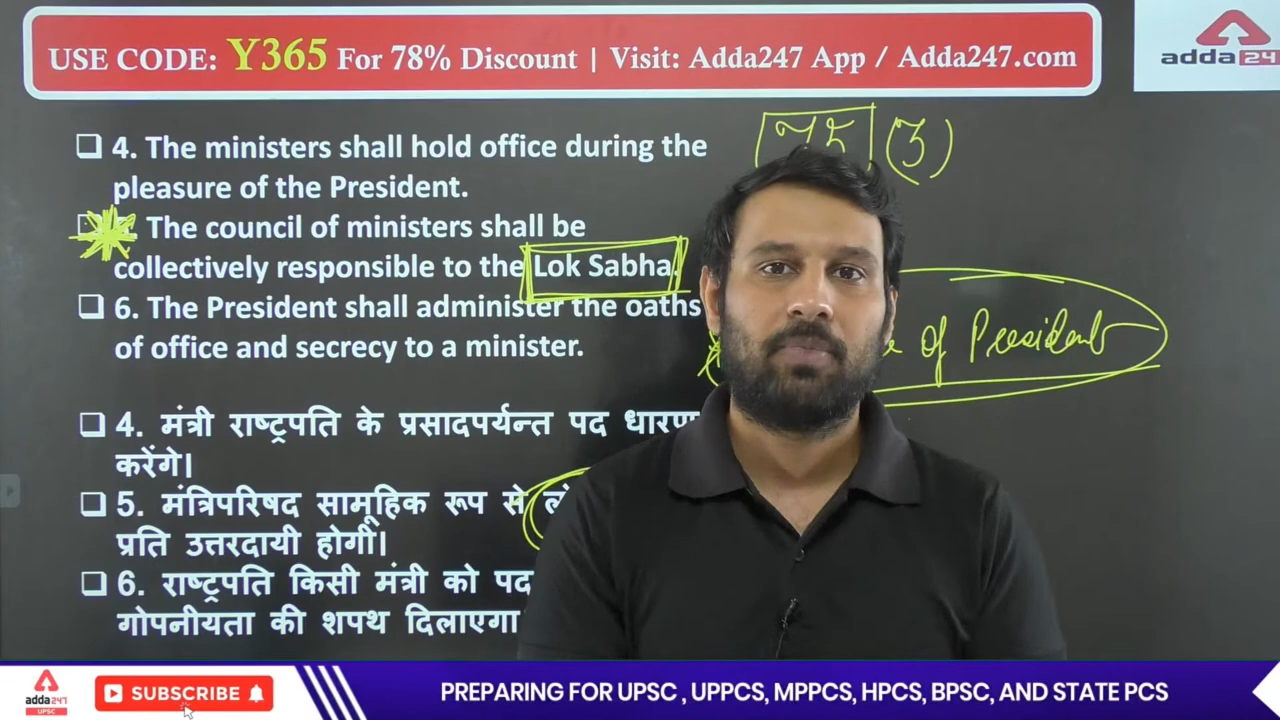 USE CODE: Y365 For 78% Discount | Visit: Adda247 App / Adda247.com
adda24
4. The ministers shall hold office during the
pleasure of the President.
75 (3)
The council of ministers shall be
collectively responsible to the Lok Sabha.
6. The President shall administer the oaths
of office and secrecy to a minister.
of President
4. मंत्री राष्ट्रपति के प्रसादपर्यन्त पद धारण
करेंगे।
5. मंत्रिपरिषद सामूहिक रूप से
प्रति उत्तरदायी होगी।
6. राष्ट्रपति किसी मंत्री को पद
गोपनीयता की शपथ दिलाएगा
adda247
UPSC
SUBSCRIBE
PREPARING FOR UPSC , UPPCS, MPPCS, HPCS, BPSC, AND STATE PCS